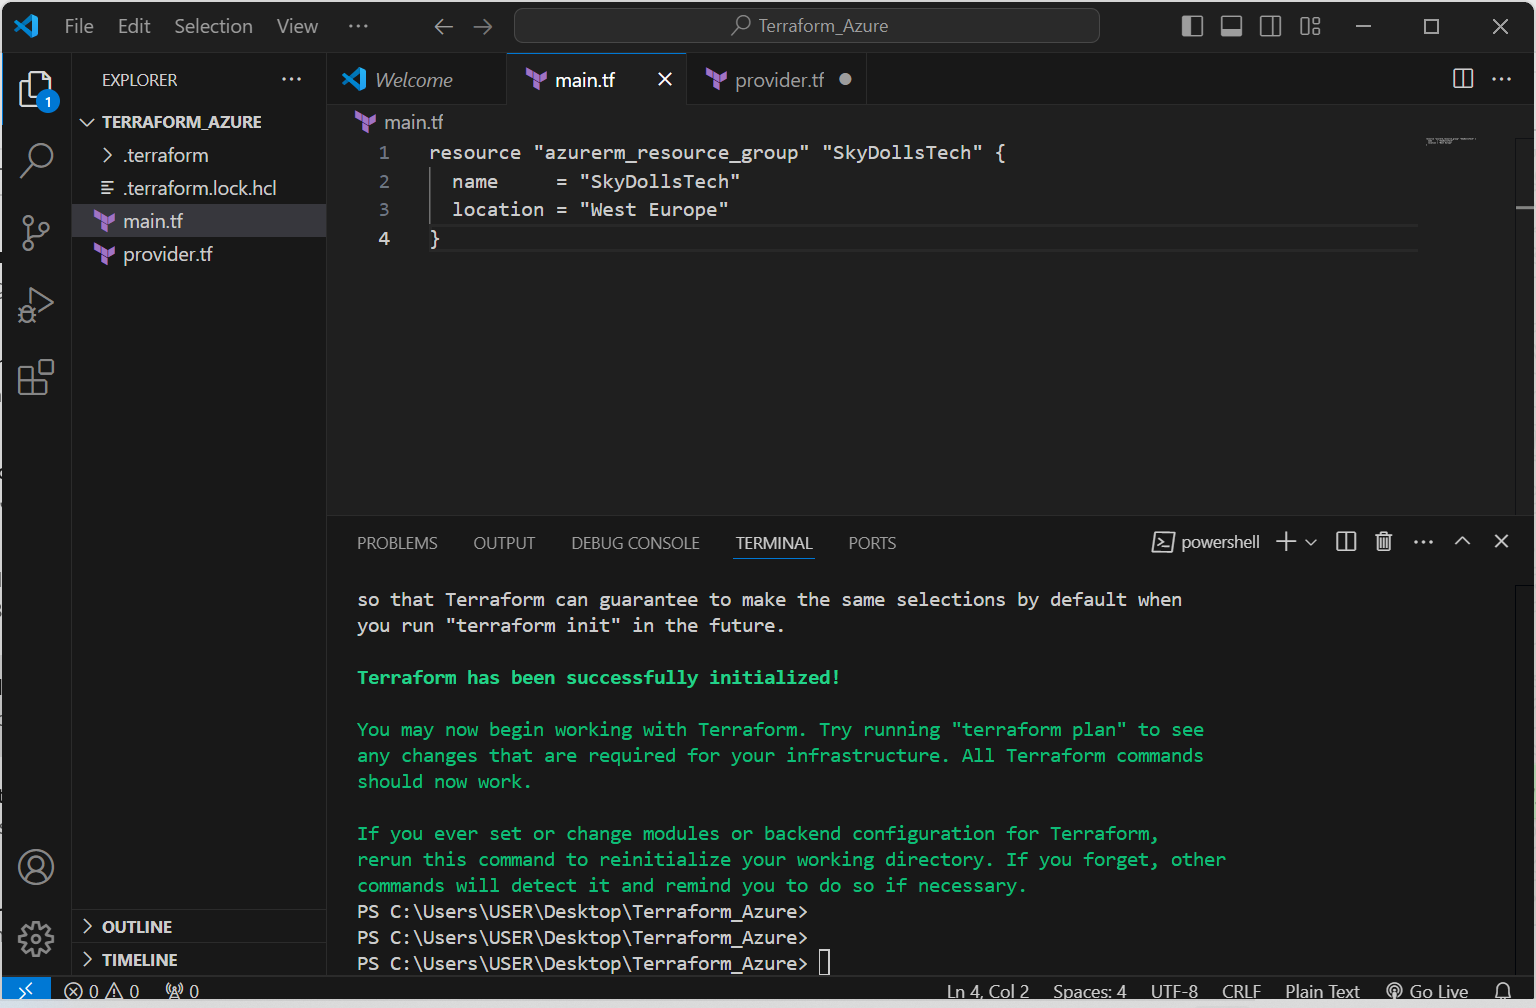 File Edit Selection View ... Terraform_Azure
EXPLORER ...
Welcome main.tf provider.tf ...
1
TERRAFORM_AZURE
.terraform
.terraform.lock.hcl
main.tf
provider.tf
main.tf
1 resource "azurerm_resource_group" "SkyDollsTech" {
2 name     = "SkyDollsTech"
3 location = "West Europe"
4 }
PROBLEMS OUTPUT DEBUG CONSOLE TERMINAL PORTS powershell ...
so that Terraform can guarantee to make the same selections by default when
you run "terraform init" in the future.
Terraform has been successfully initialized!
You may now begin working with Terraform. Try running "terraform plan" to see
any changes that are required for your infrastructure. All Terraform commands
should now work.
If you ever set or change modules or backend configuration for Terraform,
rerun this command to reinitialize your working directory. If you forget, other
commands will detect it and remind you to do so if necessary.
PS C:\Users\USER\Desktop\Terraform_Azure>
PS C:\Users\USER\Desktop\Terraform_Azure>
PS C:\Users\USER\Desktop\Terraform_Azure>
OUTLINE
TIMELINE
0 0 0 Ln 4, Col 2 Spaces: 4 UTF-8 CRLF Plain Text Go Live